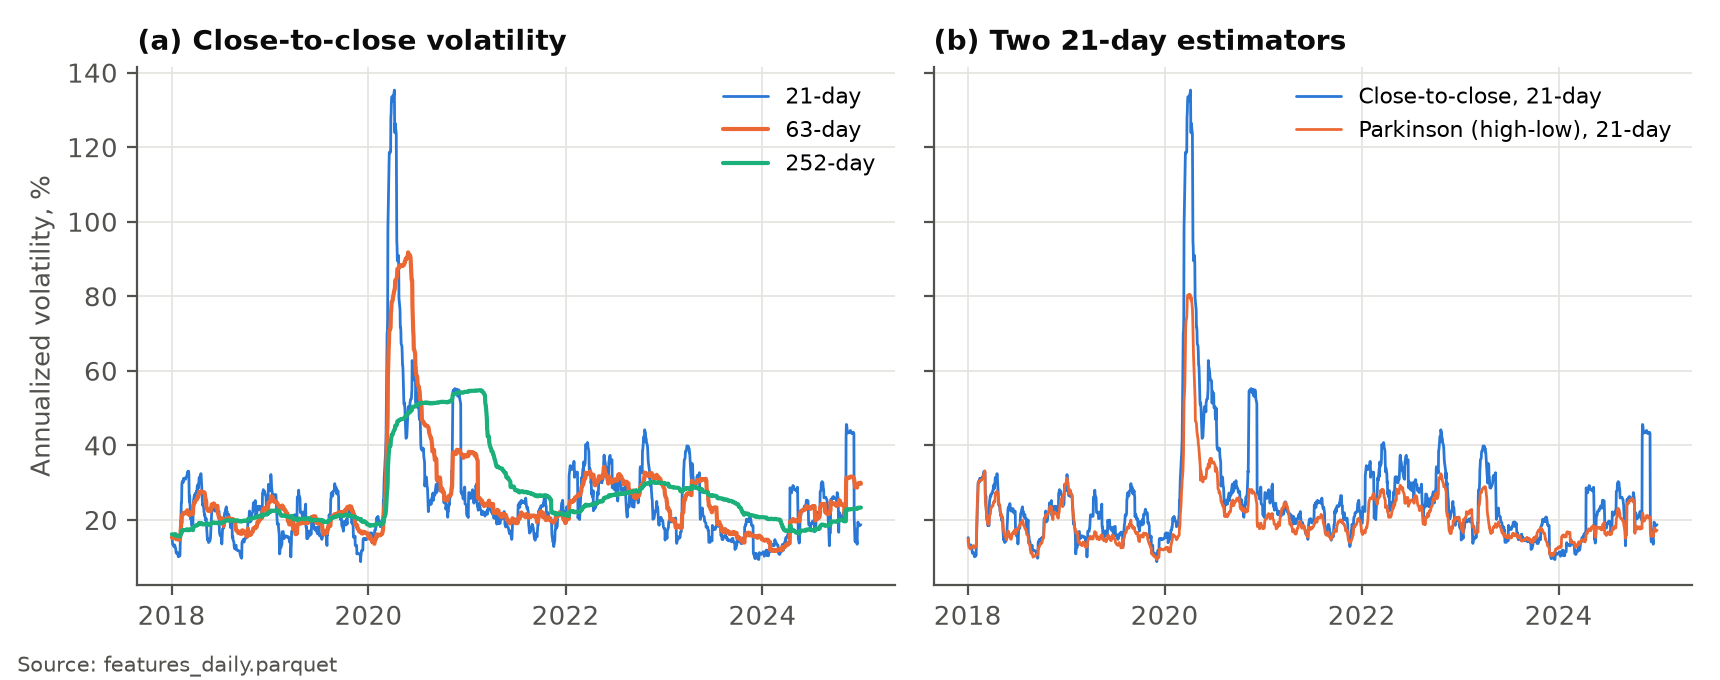 (a) Close-to-close volatility
Annualized volatility, %
140
120
100
80
60
40
20
2018 2020 2022 2024
21-day
63-day
252-day
(b) Two 21-day estimators
Close-to-close, 21-day
Parkinson (high-low), 21-day
2018 2020 2022 2024
Source: features_daily.parquet